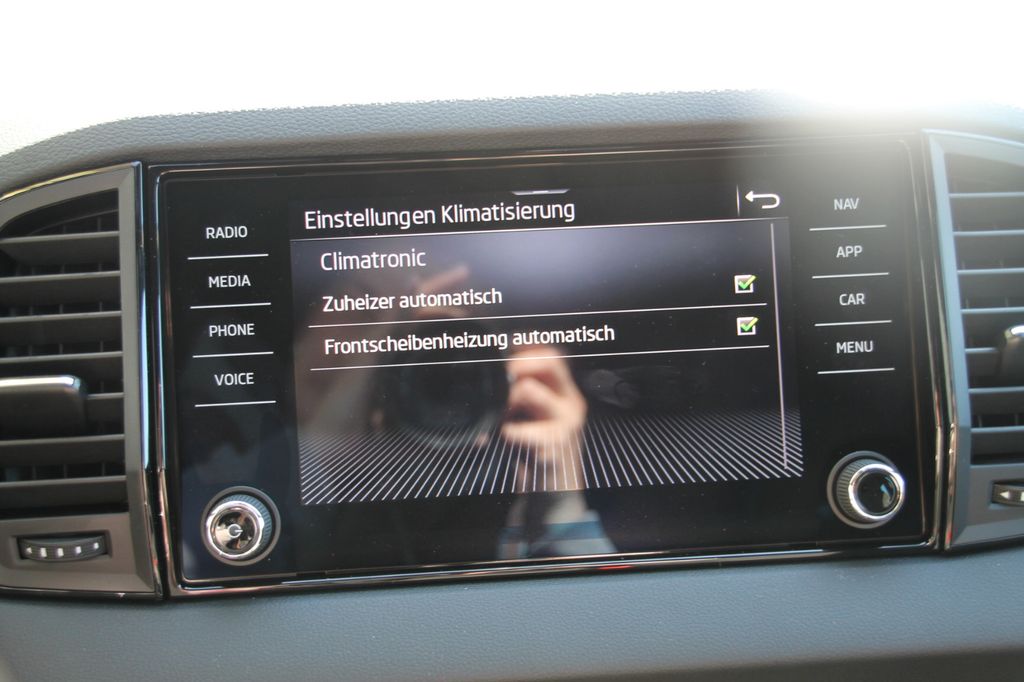 Einstellungen Klimatisierung
Climatronic
Zuheizer automatisch
Frontscheibenheizung automatisch
RADIO
MEDIA
PHONE
VOICE
NAV
APP
CAR
MENU